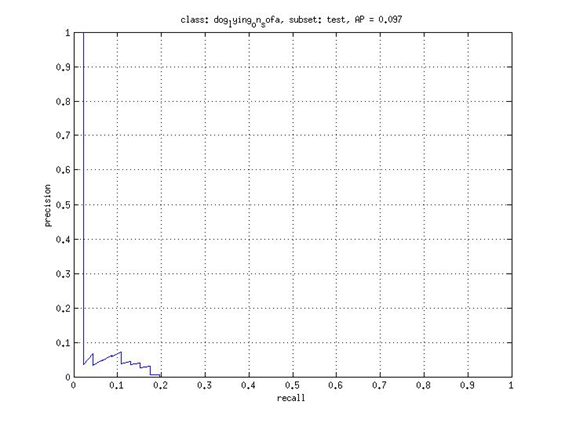 class: dog_lying_on_sofa, subset: test, AP = 0.097
1
0.9
0.8
0.7
0.6
0.5
0.4
0.3
0.2
0.1
0
precision
0 0.1 0.2 0.3 0.4 0.5 0.6 0.7 0.8 0.9 1
recall